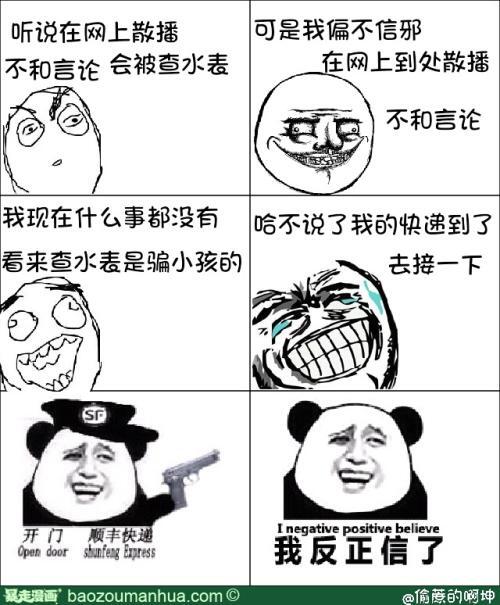 听说在网上散播
不和言论 会被查水表
可是我偏不信邪
在网上到处散播
不和言论
我现在什么事都没有
看来查水表是骗小孩的
哈不说了我的快递到了
去接一下
SF
开门 顺丰快递
Open door shunfeng Express
I negative positive believe
我反正信了
暴走漫画 baozoumanhua.com ©
@偷蔫的啊坤